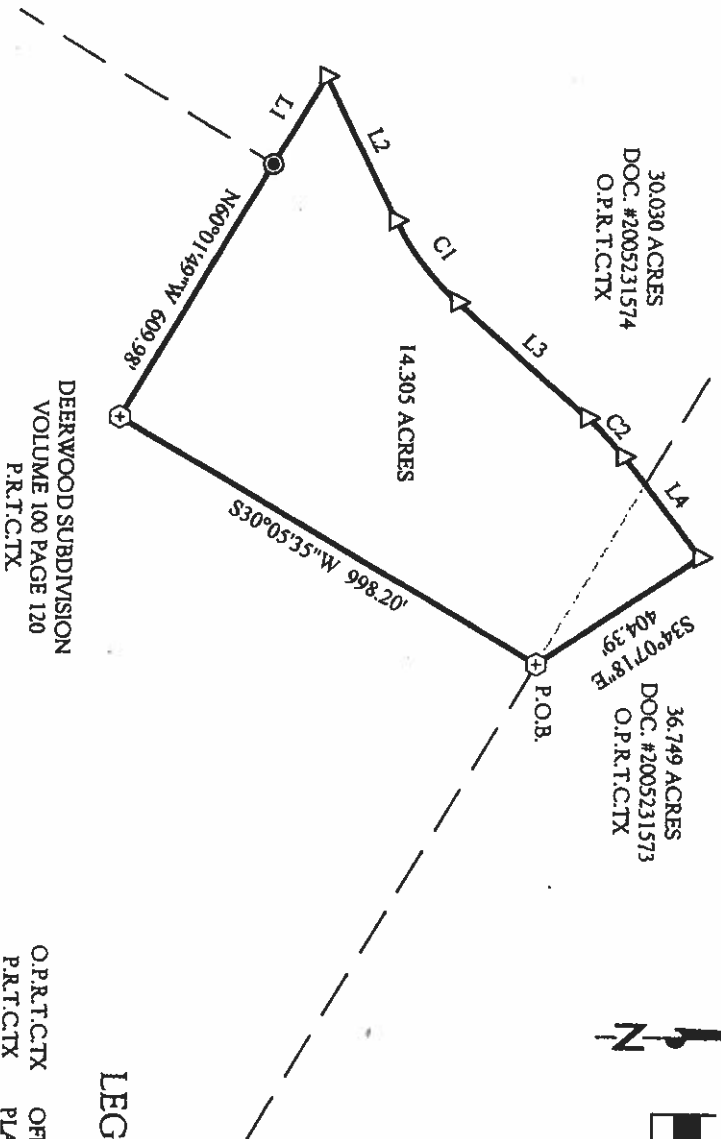 30.030 ACRES
DOC. #2005231574
O.P.R.T.C.TX
L1
L2
C1
L3
C2
L4
14.305 ACRES
N60°01'49"W 609.98'
S30°05'35"W 998.20'
S34°07'18"E
404.39'
P.O.B.
36.749 ACRES
DOC. #2005231573
O.P.R.T.C.TX
DEERWOOD SUBDIVISION
VOLUME 100 PAGE 120
P.R.T.C.TX.
N
LEG
O.P.R.T.C.TX
P.R.T.C.TX PLA